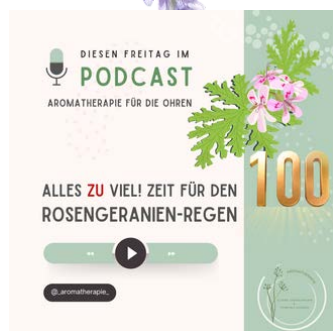 DIESEN FREITAG IM
PODCAST
AROMATHERAPIE FÜR DIE OHREN
100
ALLES ZU VIEL! ZEIT FÜR DEN
ROSENGERANIEN-REGEN
@_aromatherapie_